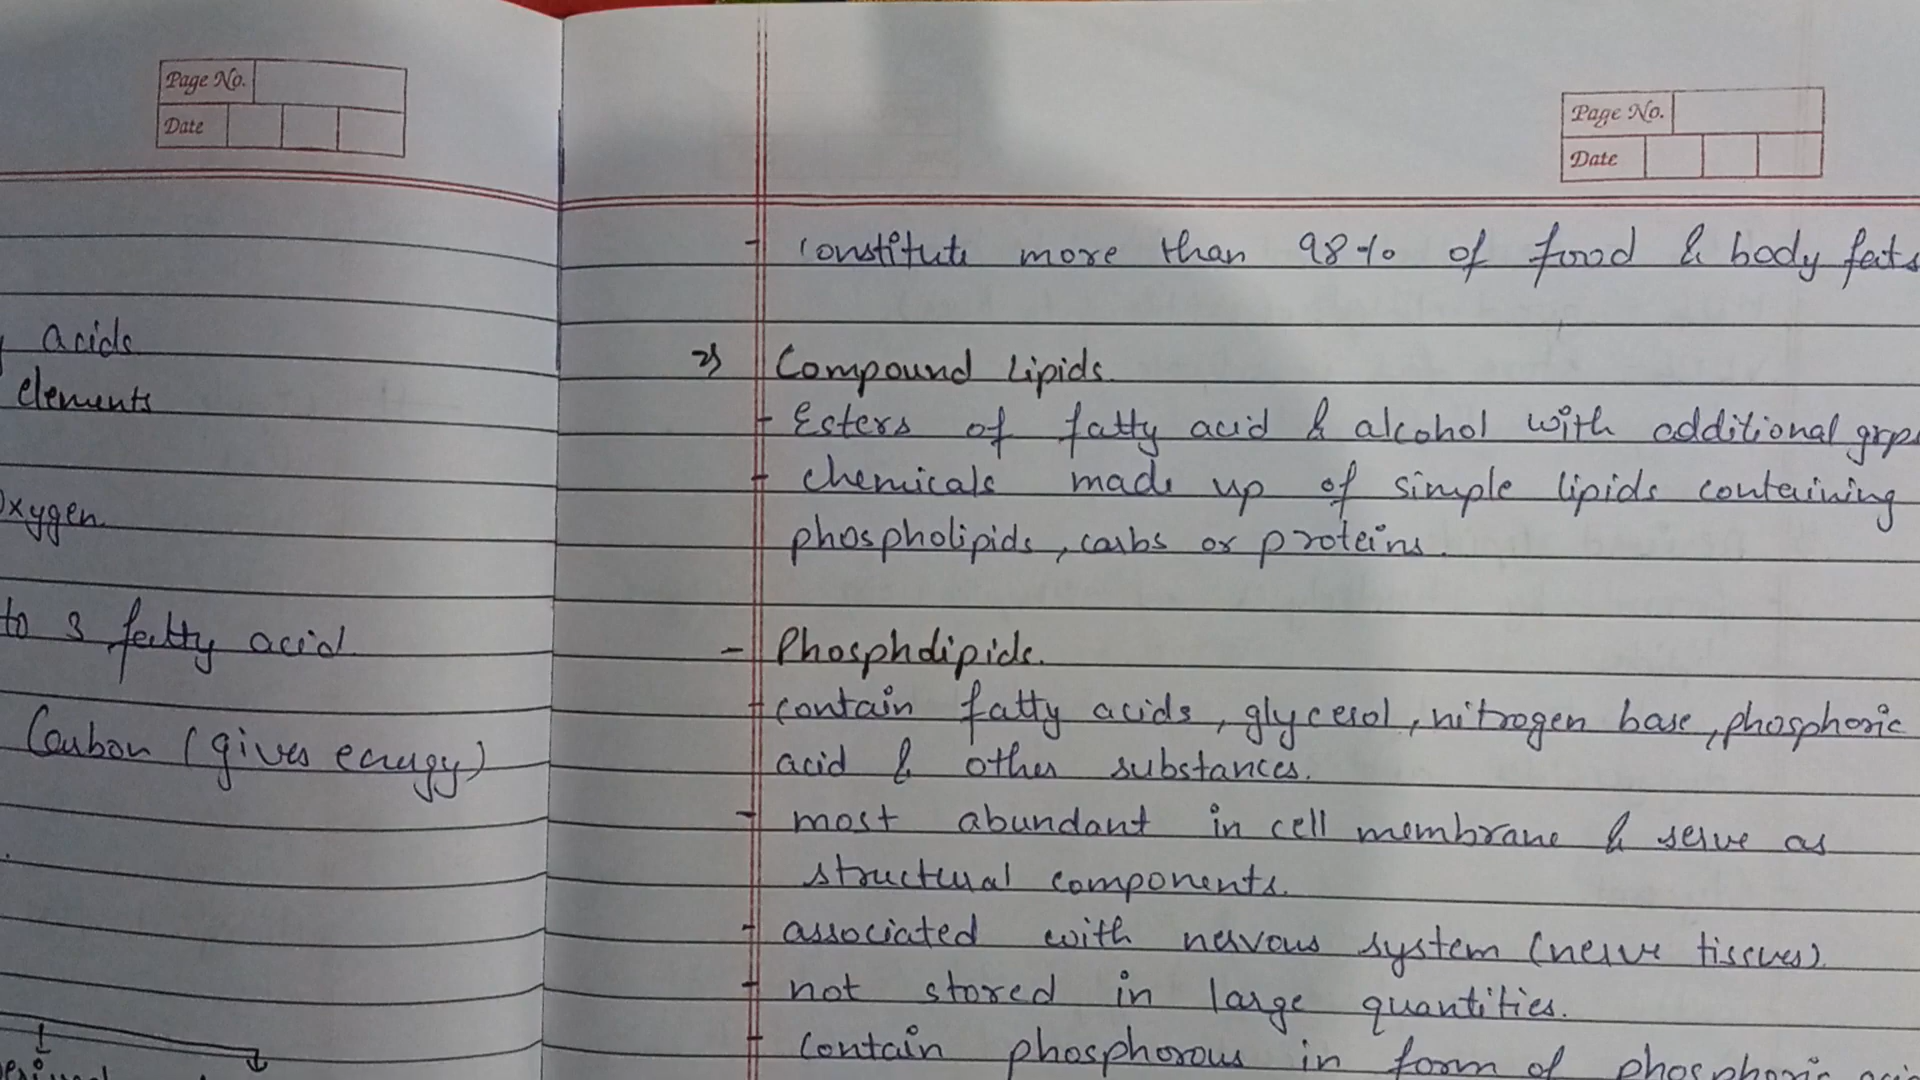 Page No.
Date
acids
elements
oxygen
to 3 fatty acid
Carbon (gives energy)
Page No.
Date
- constitute more than 98% of food & body fats
2) Compound Lipids.
- Esters of fatty acid & alcohol with additional grps
- chemicals made up of simple lipids containing
phospholipids, carbs or proteins.
- Phospholipids.
- contain fatty acids, glycerol, nitrogen base, phosphoric
acid & other substances.
- most abundant in cell membrane & serve as
structural components.
- associated with nervous system (nerve tissues).
- not stored in large quantities.
- contain phosphorous in form of phosphoric acid